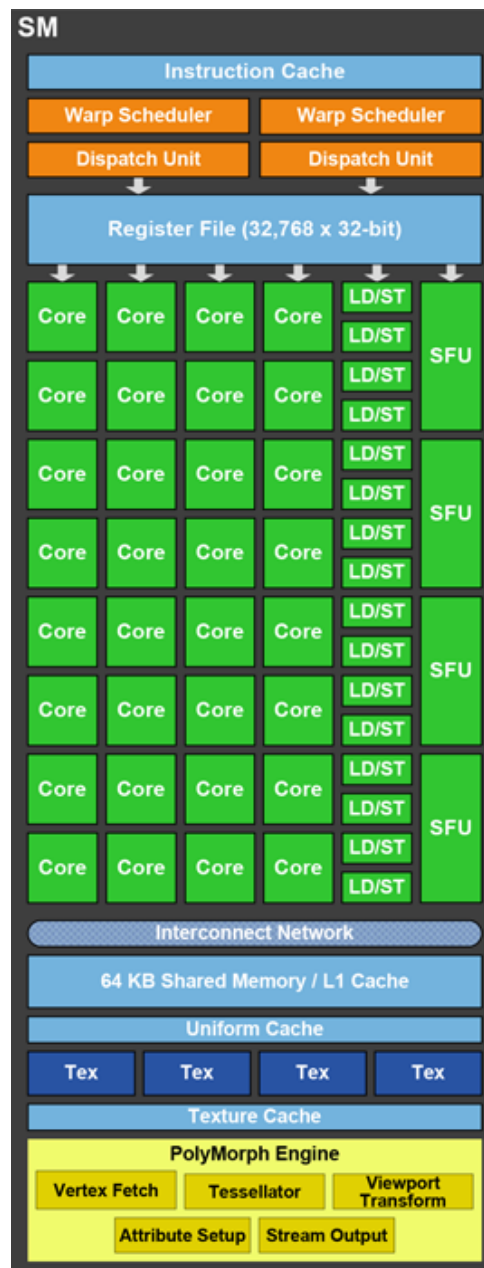 SM
Instruction Cache
Warp Scheduler Warp Scheduler
Dispatch Unit Dispatch Unit
Register File (32,768 x 32-bit)
Core Core Core Core LD/ST SFU
LD/ST
Core Core Core Core LD/ST
LD/ST
Core Core Core Core LD/ST SFU
LD/ST
Core Core Core Core LD/ST
LD/ST
Core Core Core Core LD/ST SFU
LD/ST
Core Core Core Core LD/ST
LD/ST
Core Core Core Core LD/ST SFU
LD/ST
Core Core Core Core LD/ST
LD/ST
Interconnect Network
64 KB Shared Memory / L1 Cache
Uniform Cache
Tex Tex Tex Tex
Texture Cache
PolyMorph Engine
Vertex Fetch Tessellator Viewport
Transform
Attribute Setup Stream Output